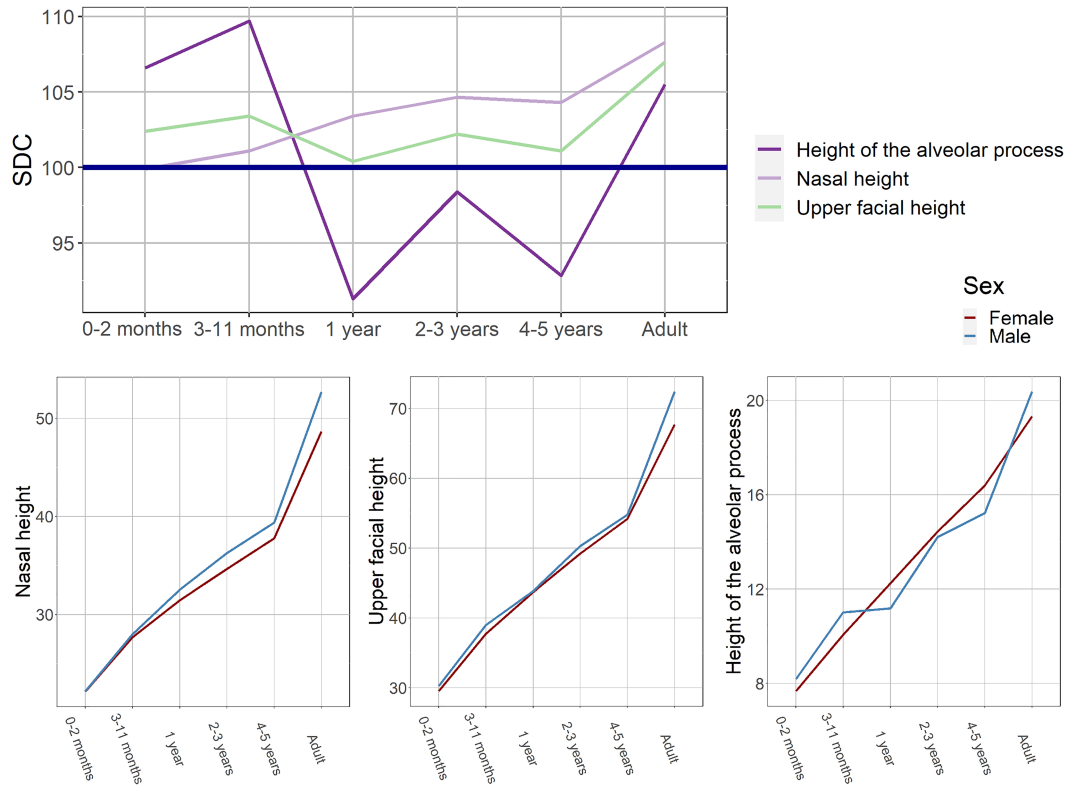 110
105
100
95
SDC
0-2 months 3-11 months 1 year 2-3 years 4-5 years Adult
Height of the alveolar process
Nasal height
Upper facial height
Sex
Female
Male
50
40
30
Nasal height
0-2 months
3-11 months
1 year
2-3 years
4-5 years
Adult
70
60
50
40
30
Upper facial height
0-2 months
3-11 months
1 year
2-3 years
4-5 years
Adult
20
16
12
8
Height of the alveolar process
0-2 months
3-11 months
1 year
2-3 years
4-5 years
Adult